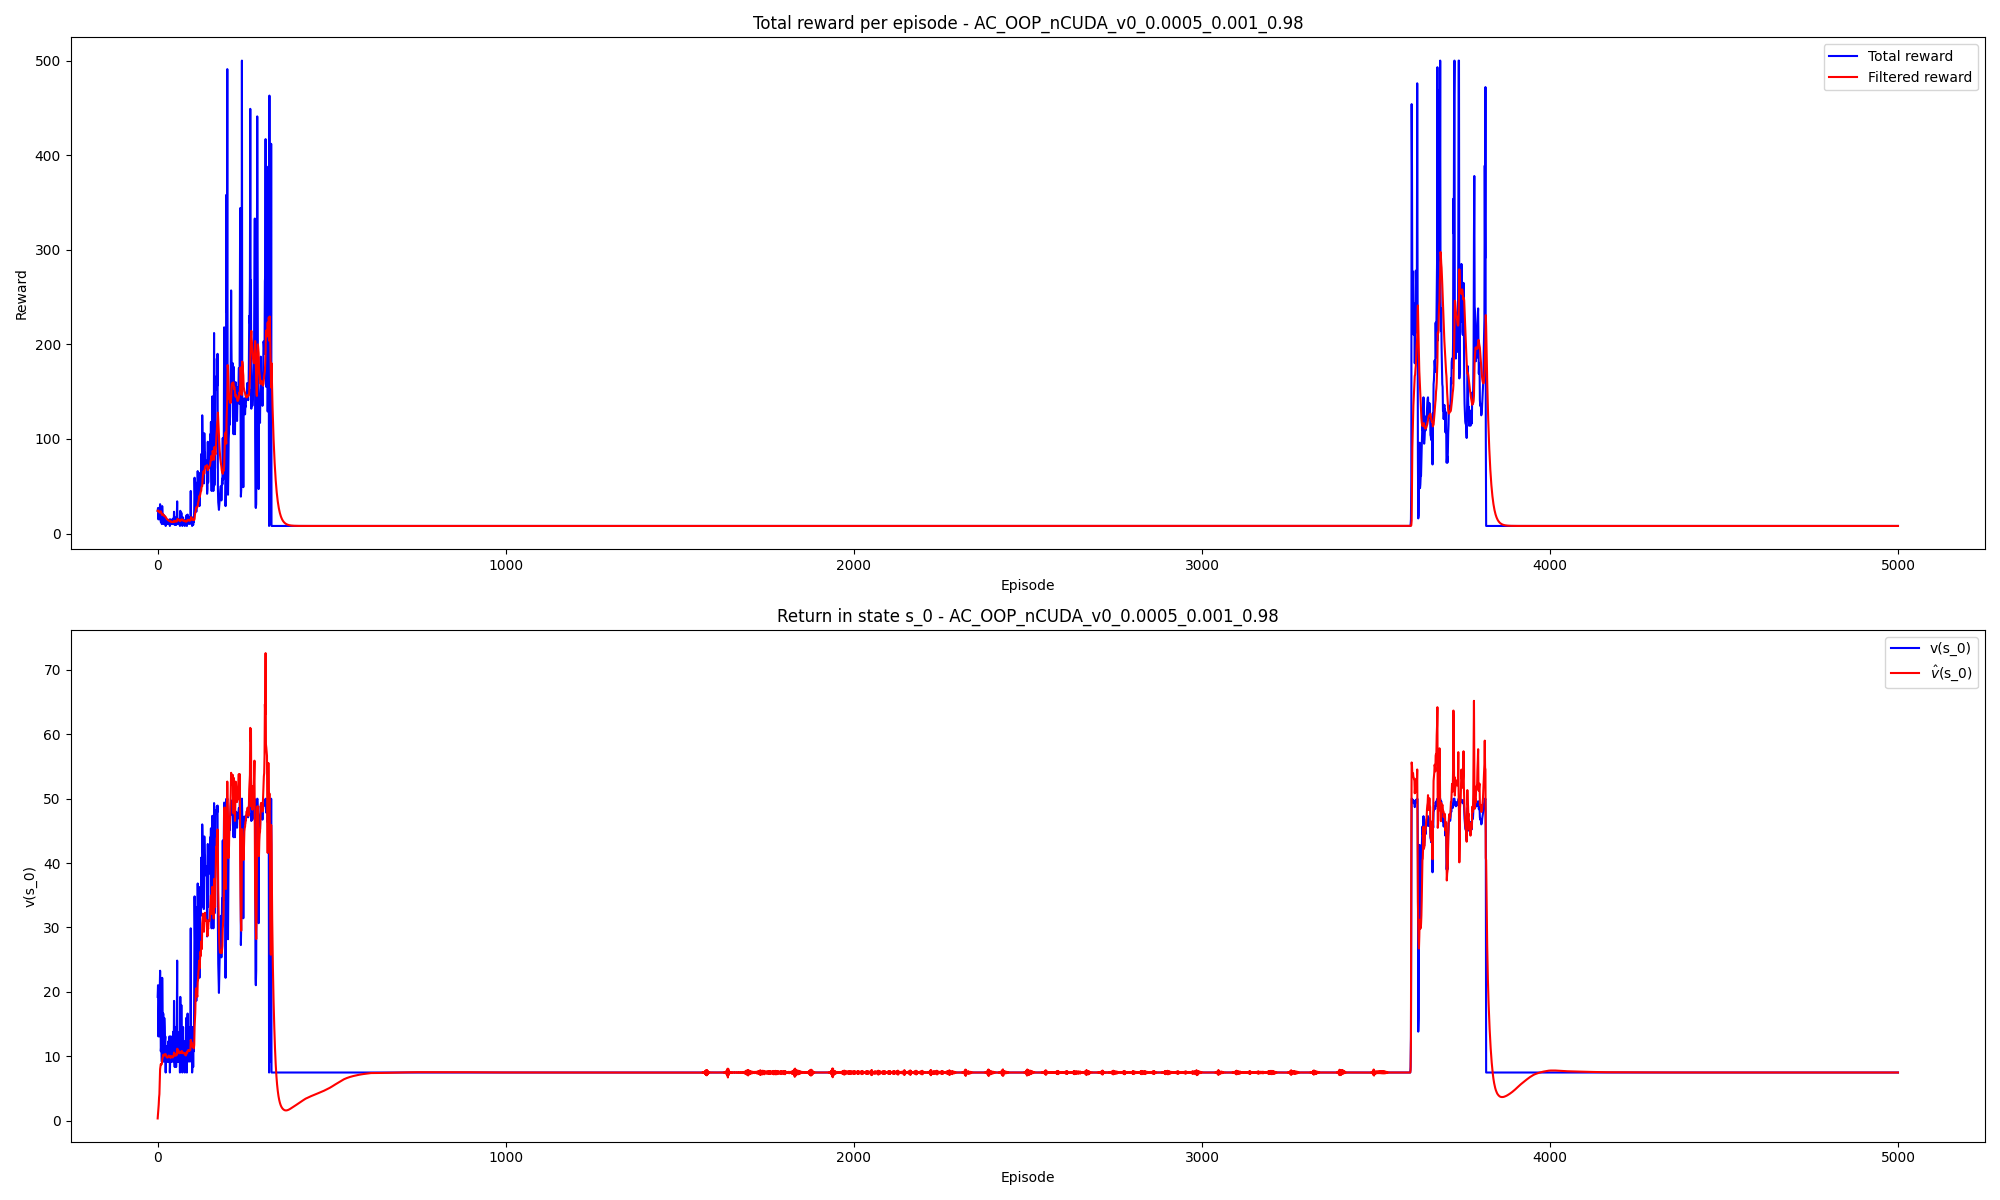 Total reward per episode - AC_OOP_nCUDA_v0_0.0005_0.001_0.98
Total reward
Filtered reward
Reward
500
400
300
200
100
0
0 1000 2000 3000 4000 5000
Episode
Return in state s_0 - AC_OOP_nCUDA_v0_0.0005_0.001_0.98
v(s_0)
v̂(s_0)
v(s_0)
70
60
50
40
30
20
10
0
0 1000 2000 3000 4000 5000
Episode